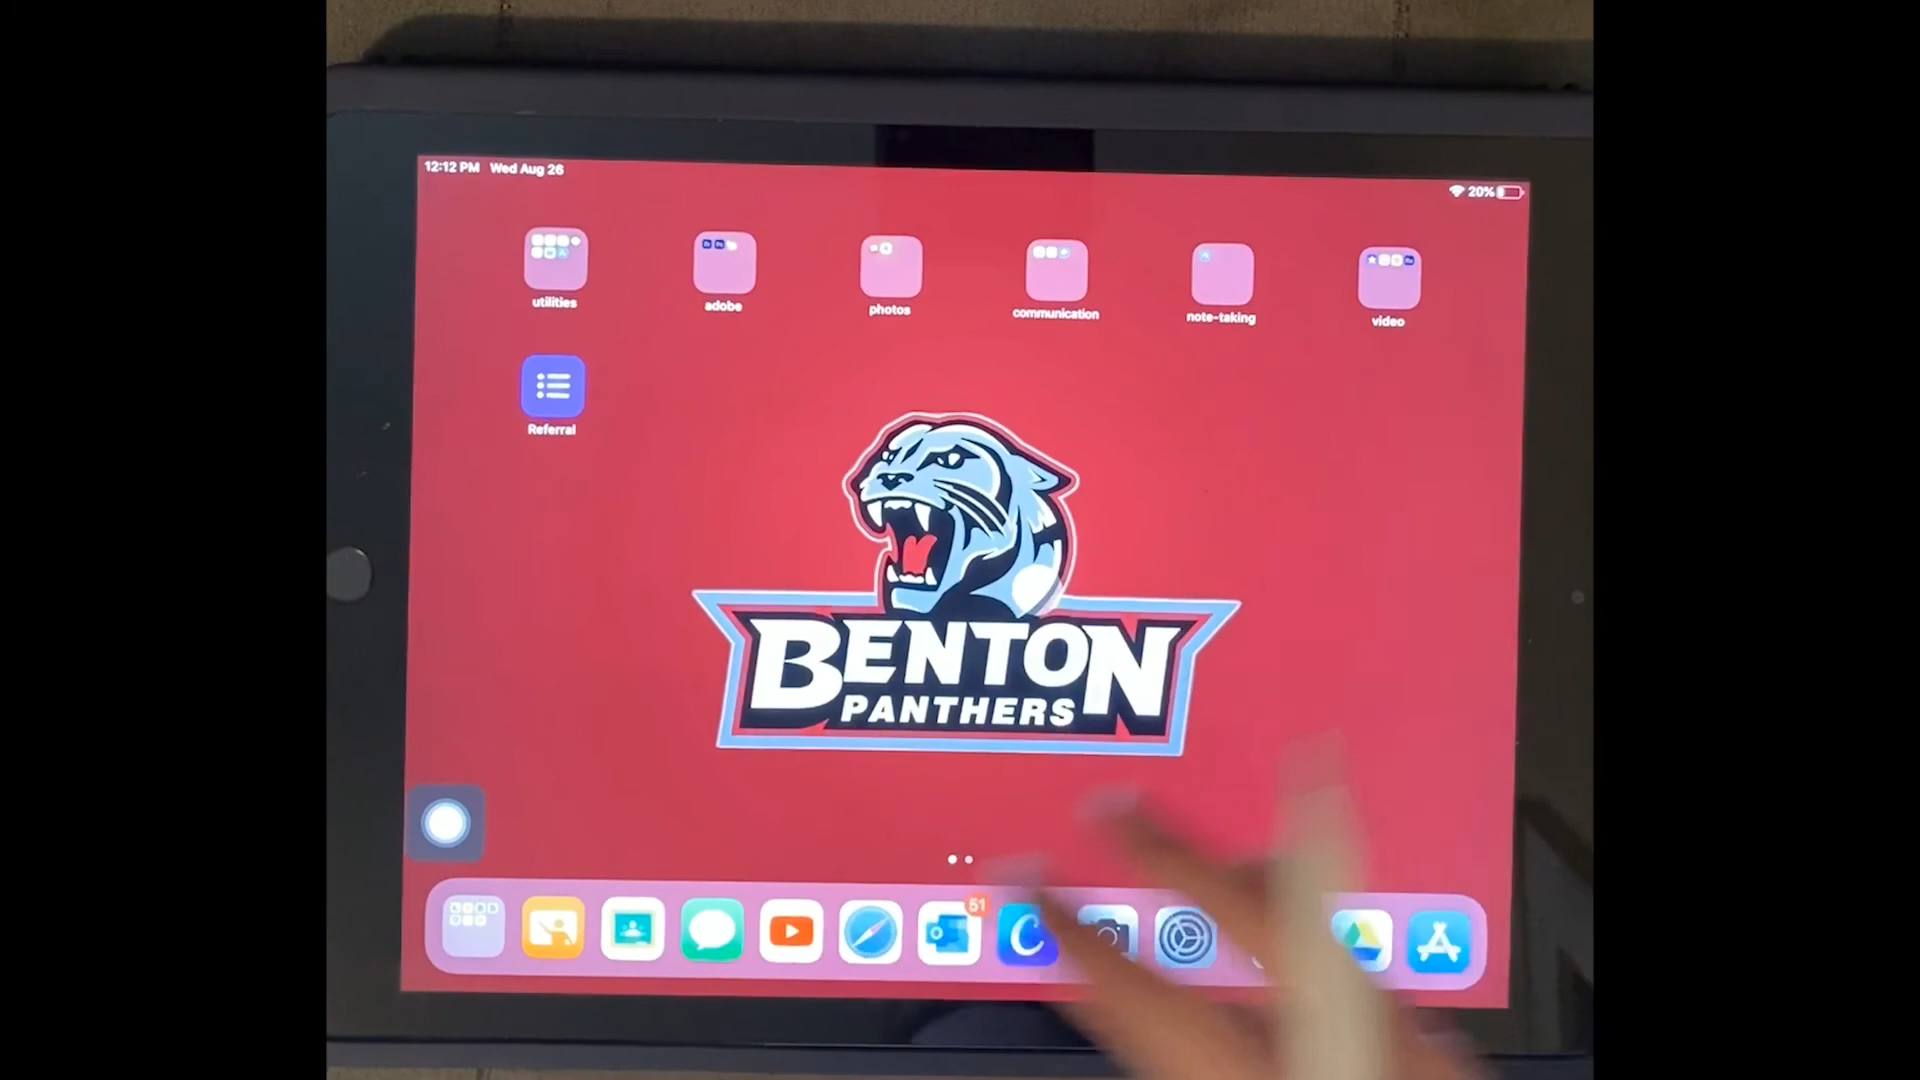 12:12 PM Wed Aug 26
20%
utilities
adobe
photos
communication
note-taking
video
Referral
BENTON
PANTHERS
51